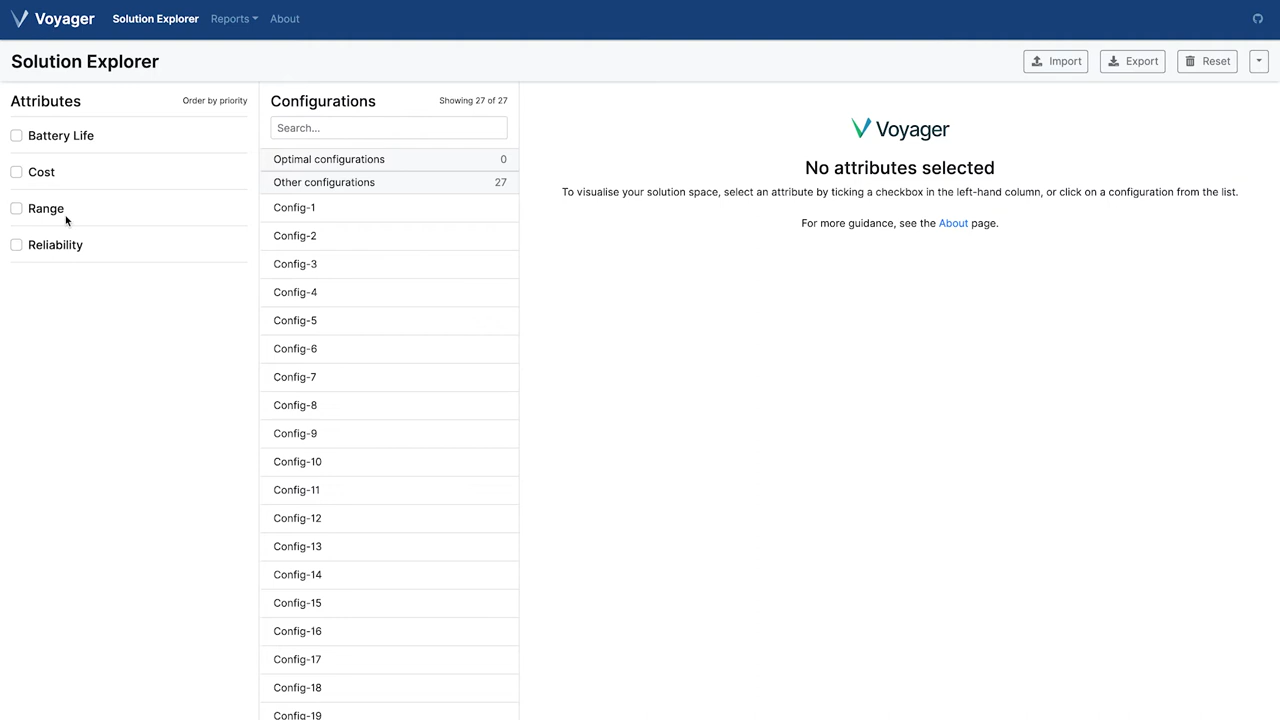 Voyager
Solution Explorer
Reports
About
Solution Explorer
Import
Export
Reset
Attributes
Order by priority
Battery Life
Cost
Range
Reliability
Configurations
Showing 27 of 27
Search...
Optimal configurations 0
Other configurations 27
Config-1
Config-2
Config-3
Config-4
Config-5
Config-6
Config-7
Config-8
Config-9
Config-10
Config-11
Config-12
Config-13
Config-14
Config-15
Config-16
Config-17
Config-18
Config-19
Voyager
No attributes selected
To visualise your solution space, select an attribute by ticking a checkbox in the left-hand column, or click on a configuration from the list.
For more guidance, see the About page.